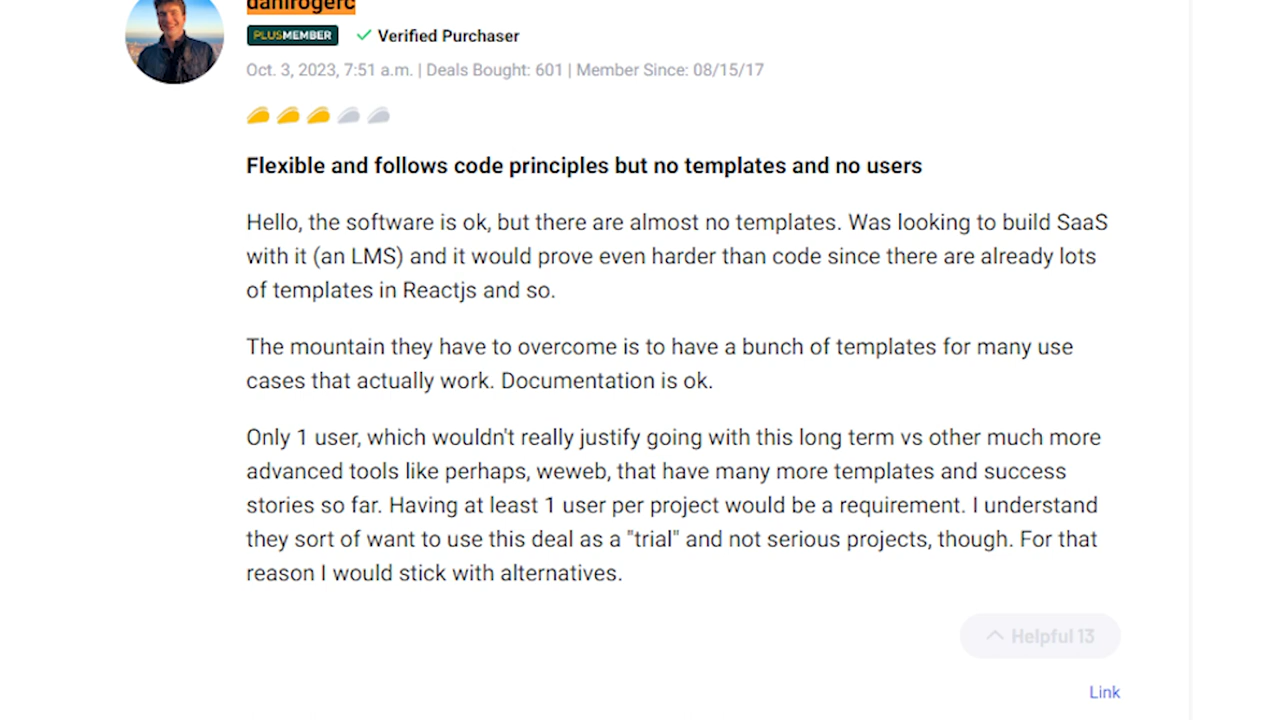 danirogerc
PLUSMEMBER Verified Purchaser
Oct. 3, 2023, 7:51 a.m. | Deals Bought: 601 | Member Since: 08/15/17
Flexible and follows code principles but no templates and no users
Hello, the software is ok, but there are almost no templates. Was looking to build SaaS
with it (an LMS) and it would prove even harder than code since there are already lots
of templates in Reactjs and so.
The mountain they have to overcome is to have a bunch of templates for many use
cases that actually work. Documentation is ok.
Only 1 user, which wouldn't really justify going with this long term vs other much more
advanced tools like perhaps, weweb, that have many more templates and success
stories so far. Having at least 1 user per project would be a requirement. I understand
they sort of want to use this deal as a "trial" and not serious projects, though. For that
reason I would stick with alternatives.
Helpful 13
Link